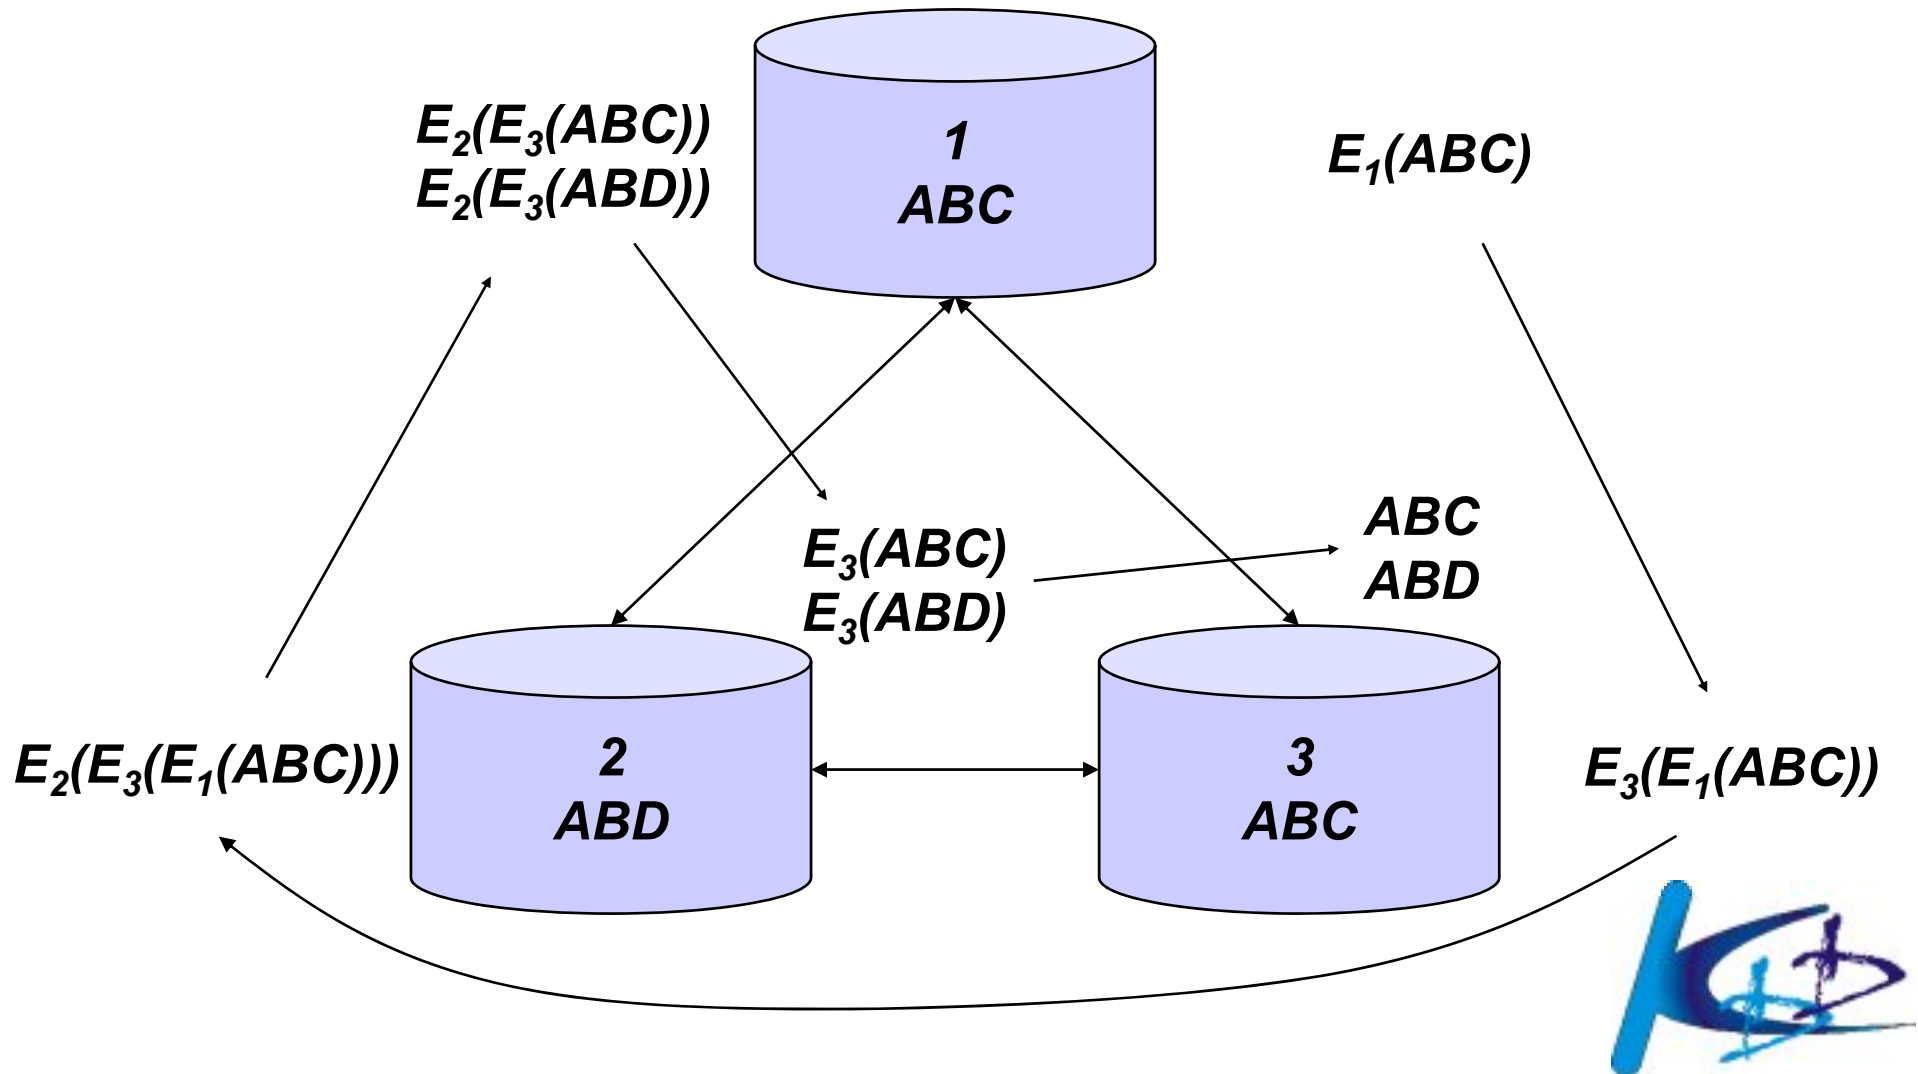 E₂(E₃(ABC))
E₂(E₃(ABD))
1
ABC
E₁(ABC)
E₃(ABC)
E₃(ABD)
ABC
ABD
E₂(E₃(E₁(ABC)))
2
ABD
3
ABC
E₃(E₁(ABC))
KDD